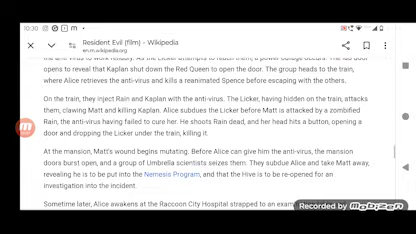 10:30
Resident Evil (film) - Wikipedia
en.m.wikipedia.org
the anti-virus to work reliably. As the Licker attempts to reach them, a power outage occurs. The lab door
opens to reveal that Kaplan shut down the Red Queen to open the door. The group heads to the train,
where Alice retrieves the anti-virus and kills a reanimated Spence before escaping with the others.
On the train, they inject Rain and Kaplan with the anti-virus. The Licker, having hidden on the train, attacks
them, clawing Matt and killing Kaplan. Alice subdues the Licker before Matt is attacked by a zombified
Rain, the anti-virus having failed to cure her. He shoots Rain dead, and her head hits a button, opening a
door and dropping the Licker under the train, killing it.
At the mansion, Matt's wound begins mutating. Before Alice can give him the anti-virus, the mansion
doors burst open, and a group of Umbrella scientists seize them. They subdue Alice and take Matt away,
revealing he is to be put into the Nemesis Program, and that the Hive is to be re-opened for an
investigation into the incident.
Sometime later, Alice awakens at the Raccoon City Hospital strapped to an exam
Recorded by Mobizen